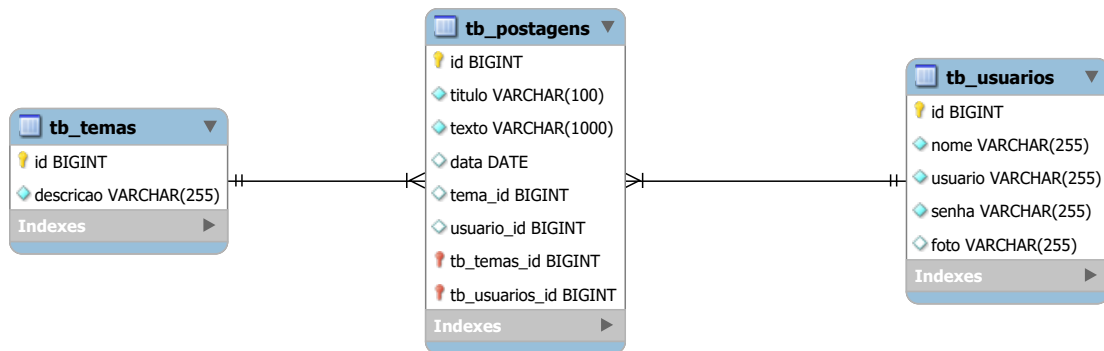 tb_temas
id BIGINT
descricao VARCHAR(255)
Indexes
tb_postagens
id BIGINT
titulo VARCHAR(100)
texto VARCHAR(1000)
data DATE
tema_id BIGINT
usuario_id BIGINT
tb_temas_id BIGINT
tb_usuarios_id BIGINT
Indexes
tb_usuarios
id BIGINT
nome VARCHAR(255)
usuario VARCHAR(255)
senha VARCHAR(255)
foto VARCHAR(255)
Indexes